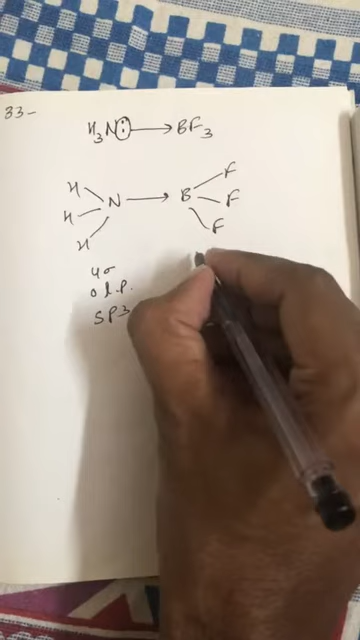 33-
H3N: → BF3
H F
H N → B F
H F
4σ
0 l.p.
SP3